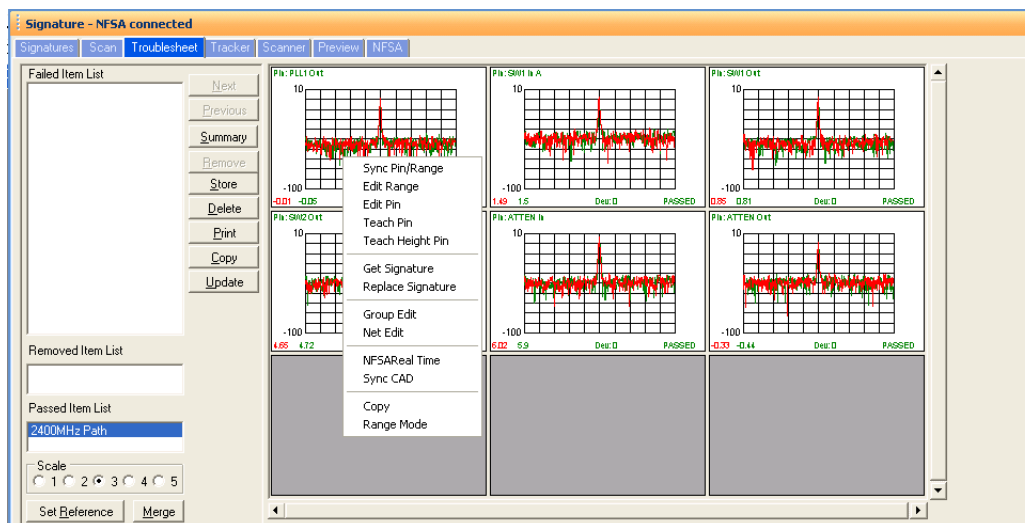 Signature - NFSA connected
Signatures Scan Troublesheet Tracker Scanner Preview NFSA
Failed Item List
Next
Previous
Summary
Remove
Store
Delete
Print
Copy
Update
Removed Item List
Passed Item List
2400MHz Path
Scale
1 2 3 4 5
Set Reference Merge
Pin: PLL1 Out
10
-100
-0.01 -0.05
Pin: SW1 In A
10
-100
1.49 1.5 Dev: 0 PASSED
Pin: SW1 Out
10
-100
0.86 0.81 Dev: 0 PASSED
Pin: SW2 Out
10
-100
4.65 4.72
Pin: ATTEN In
10
-100
6.02 5.9 Dev: 0 PASSED
Pin: ATTEN Out
10
-100
-0.33 -0.44 Dev: 0 PASSED
Sync Pin/Range
Edit Range
Edit Pin
Teach Pin
Teach Height Pin
Get Signature
Replace Signature
Group Edit
Net Edit
NFSAReal Time
Sync CAD
Copy
Range Mode